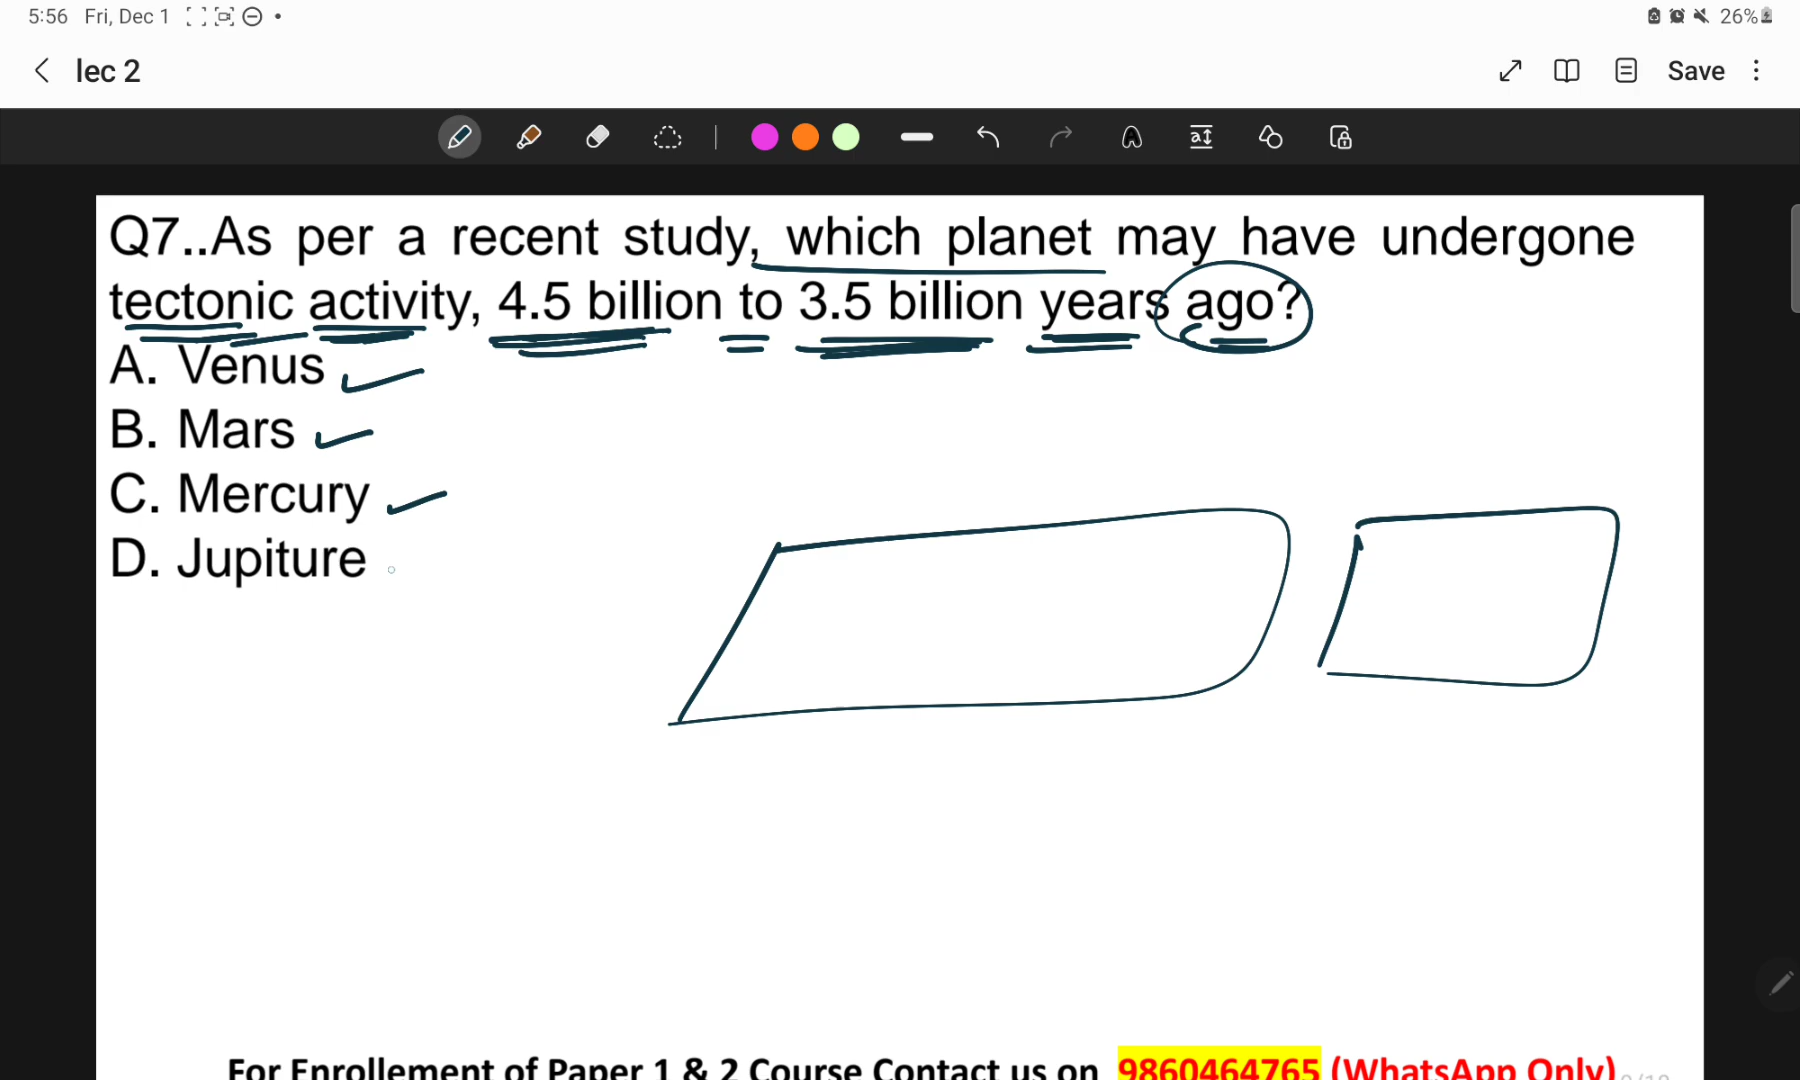 5:56 Fri, Dec 1
26%
lec 2
Save
Q7..As per a recent study, which planet may have undergone
tectonic activity, 4.5 billion to 3.5 billion years ago?
A. Venus
B. Mars
C. Mercury
D. Jupiture
For Enrollement of Paper 1 & 2 Course Contact us on 9860464765 (WhatsApp Only)